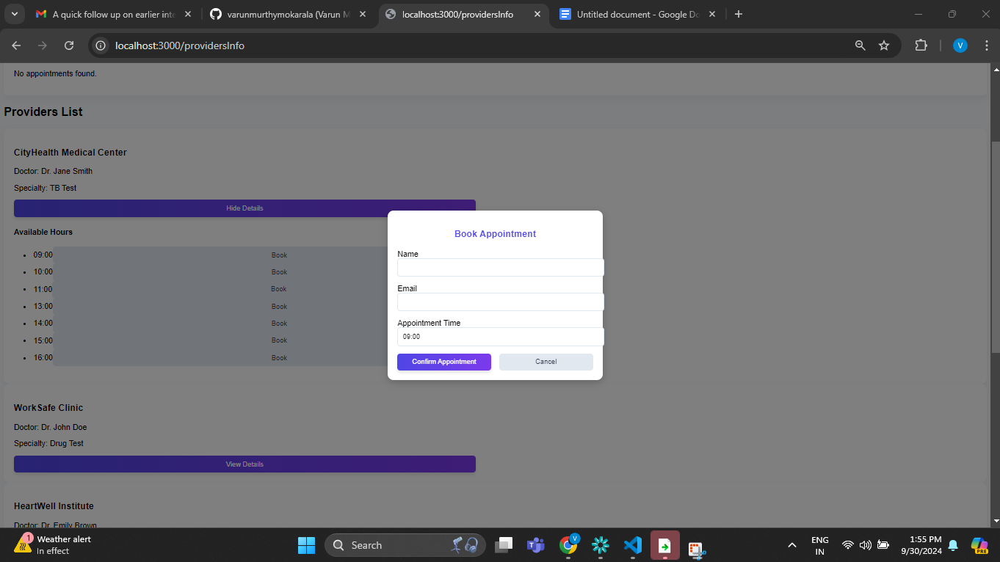 A quick follow up on earlier inte
varunmurthymokarala (Varun M
localhost:3000/providersInfo
Untitled document - Google Do
localhost:3000/providersInfo
V
No appointments found.
Providers List
CityHealth Medical Center
Doctor: Dr. Jane Smith
Specialty: TB Test
Hide Details
Available Hours
09:00 Book
10:00 Book
11:00 Book
13:00 Book
14:00 Book
15:00 Book
16:00 Book
Book Appointment
Name
Email
Appointment Time
09:00
Confirm Appointment Cancel
WorkSafe Clinic
Doctor: Dr. John Doe
Specialty: Drug Test
View Details
HeartWell Institute
Doctor: Dr. Emily Brown
1
Weather alert
In effect
Search
V
ENG
IN
1:55 PM
9/30/2024
PRE